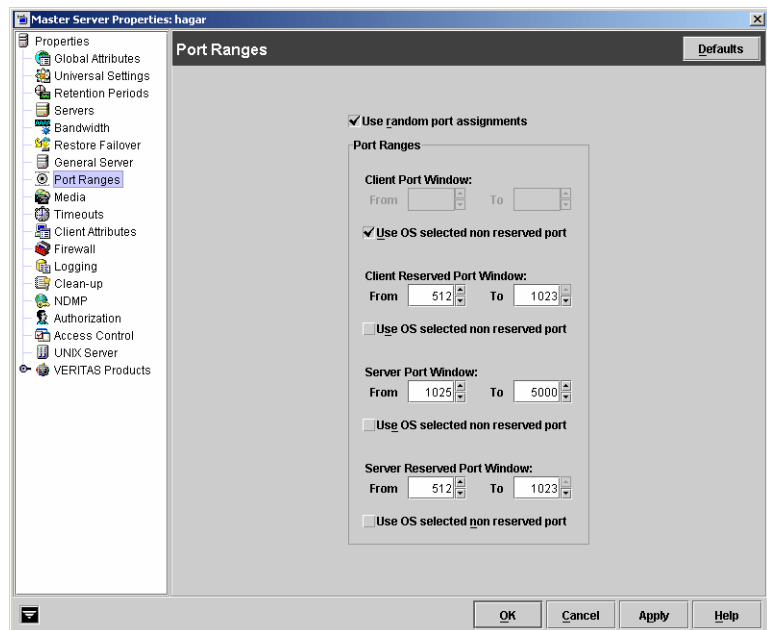 Master Server Properties: hagar
Properties
Global Attributes
Universal Settings
Retention Periods
Servers
Bandwidth
Restore Failover
General Server
Port Ranges
Media
Timeouts
Client Attributes
Firewall
Logging
Clean-up
NDMP
Authorization
Access Control
UNIX Server
VERITAS Products
Port Ranges
Defaults
Use random port assignments
Port Ranges
Client Port Window:
From To
Use OS selected non reserved port
Client Reserved Port Window:
From 512 To 1023
Use OS selected non reserved port
Server Port Window:
From 1025 To 5000
Use OS selected non reserved port
Server Reserved Port Window:
From 512 To 1023
Use OS selected non reserved port
OK Cancel Apply Help